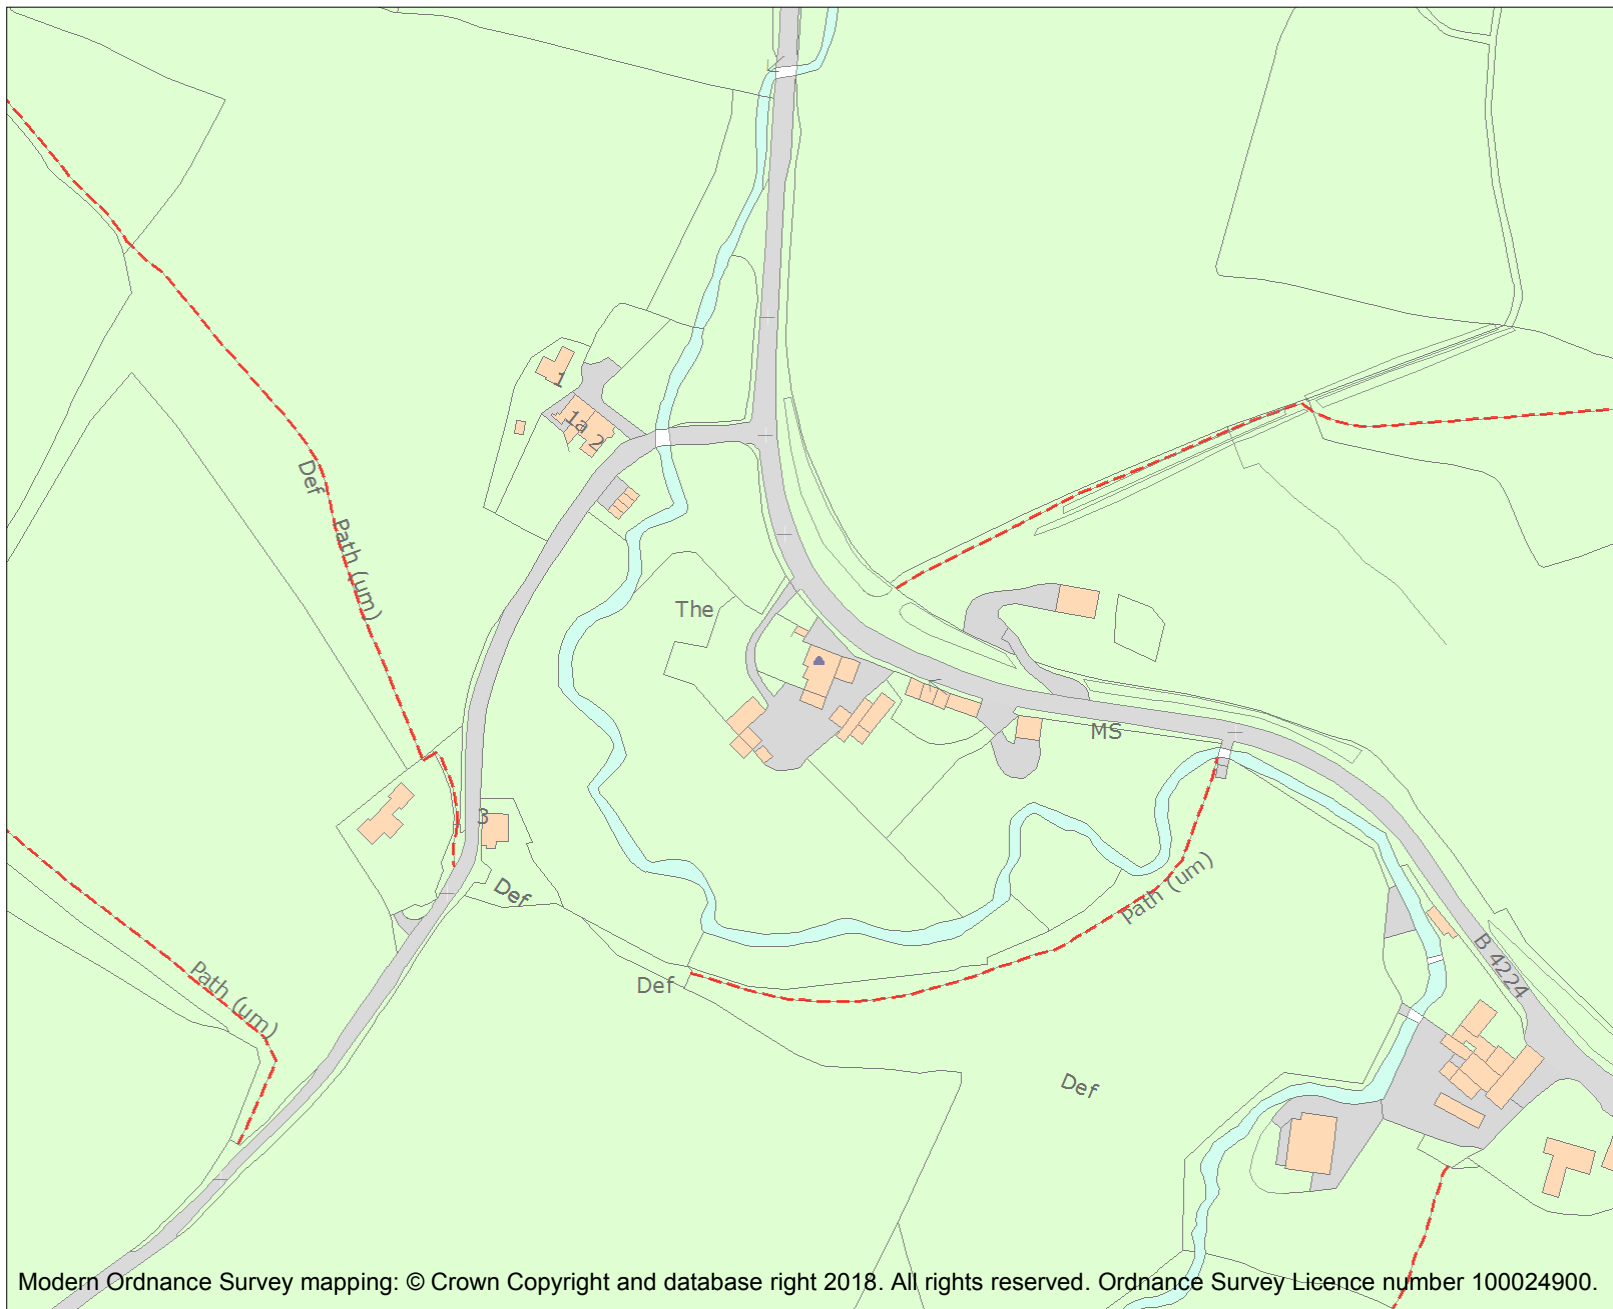 1
1a 2
Def
Path (um)
The
MS
3
Def
Path (um)
B 4224
Path (um)
Def
Def
Modern Ordnance Survey mapping: © Crown Copyright and database right 2018. All rights reserved. Ordnance Survey Licence number 100024900.